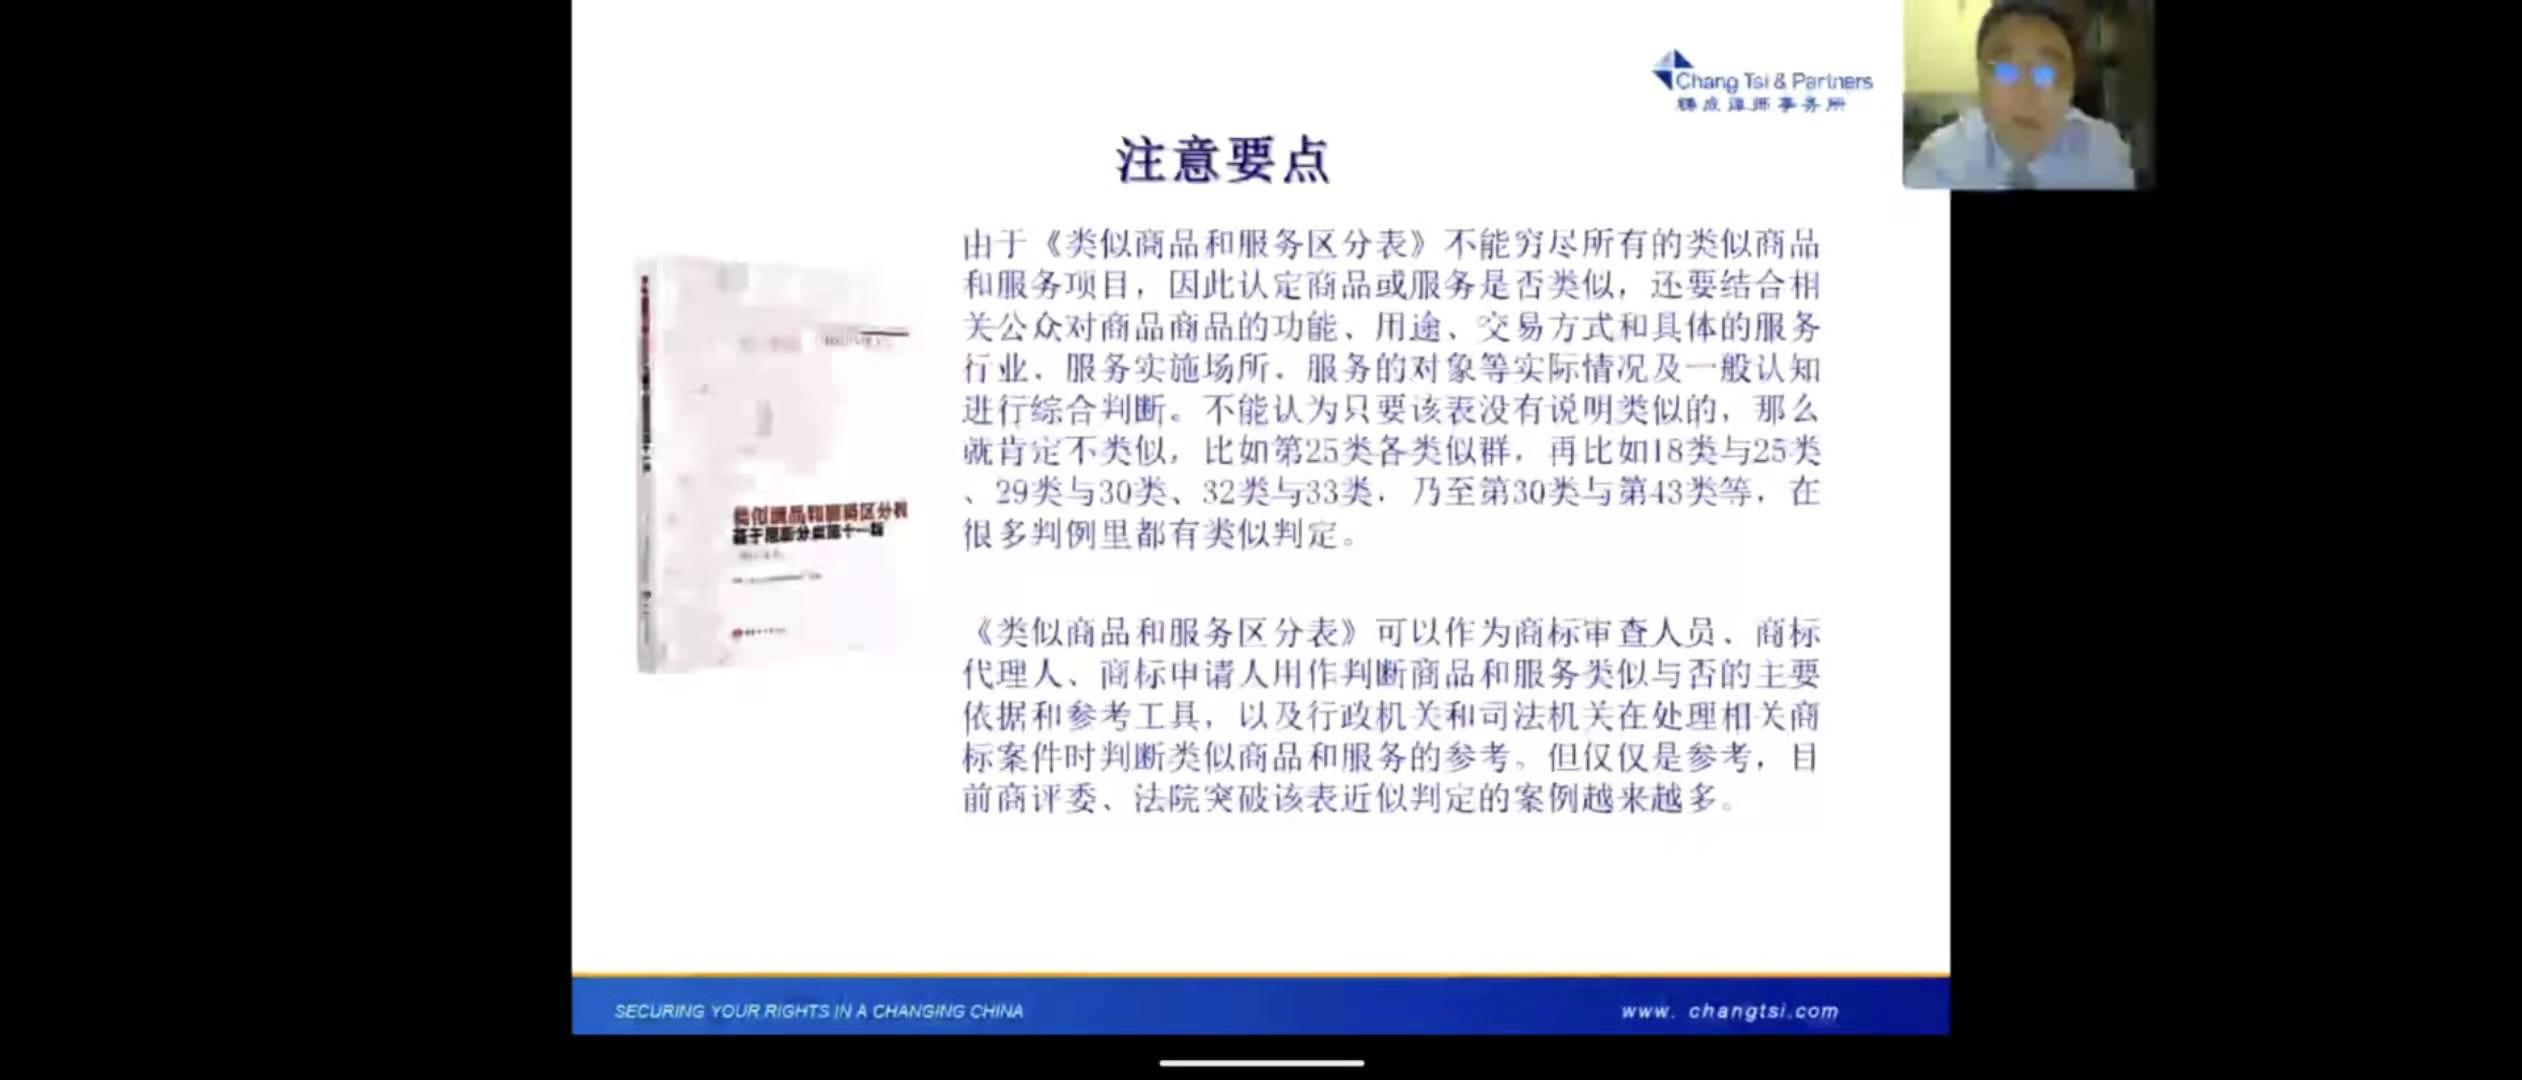 Chang Tsi & Partners
铸成律师事务所
注意要点
由于《类似商品和服务区分表》不能穷尽所有的类似商品
和服务项目，因此认定商品或服务是否类似，还要结合相
关公众对商品商品的功能、用途、交易方式和具体的服务
行业、服务实施场所、服务的对象等实际情况及一般认知
进行综合判断。不能认为只要该表没有说明类似的，那么
就肯定不类似，比如第25类各类似群，再比如18类与25类
、29类与30类、32类与33类，乃至第30类与第43类等，在
很多判例里都有类似判定。
类似商品和服务区分表
基于尼斯分类第十一版
《类似商品和服务区分表》可以作为商标审查人员、商标
代理人、商标申请人用作判断商品和服务类似与否的主要
依据和参考工具，以及行政机关和司法机关在处理相关商
标案件时判断类似商品和服务的参考。但仅仅是参考，目
前商评委、法院突破该表近似判定的案例越来越多。
SECURING YOUR RIGHTS IN A CHANGING CHINA
www. changtsi.com